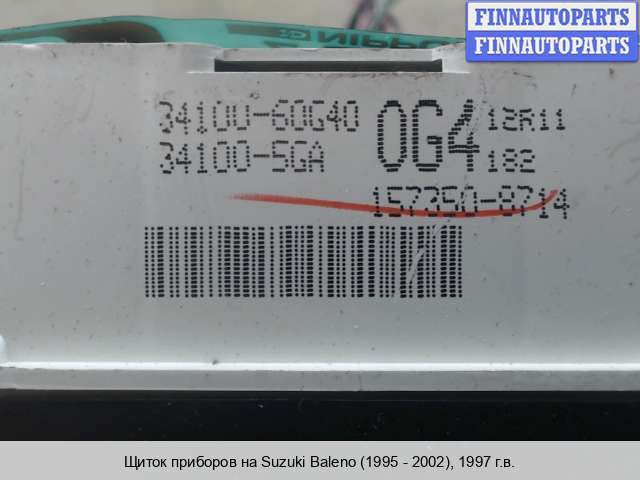 FINNAUTOPARTS
FINNAUTOPARTS
NIPPO
34100-60G40 0G4 12R11
34100-5GA 182
157350-8714
Щиток приборов на Suzuki Baleno (1995 - 2002), 1997 г.в.